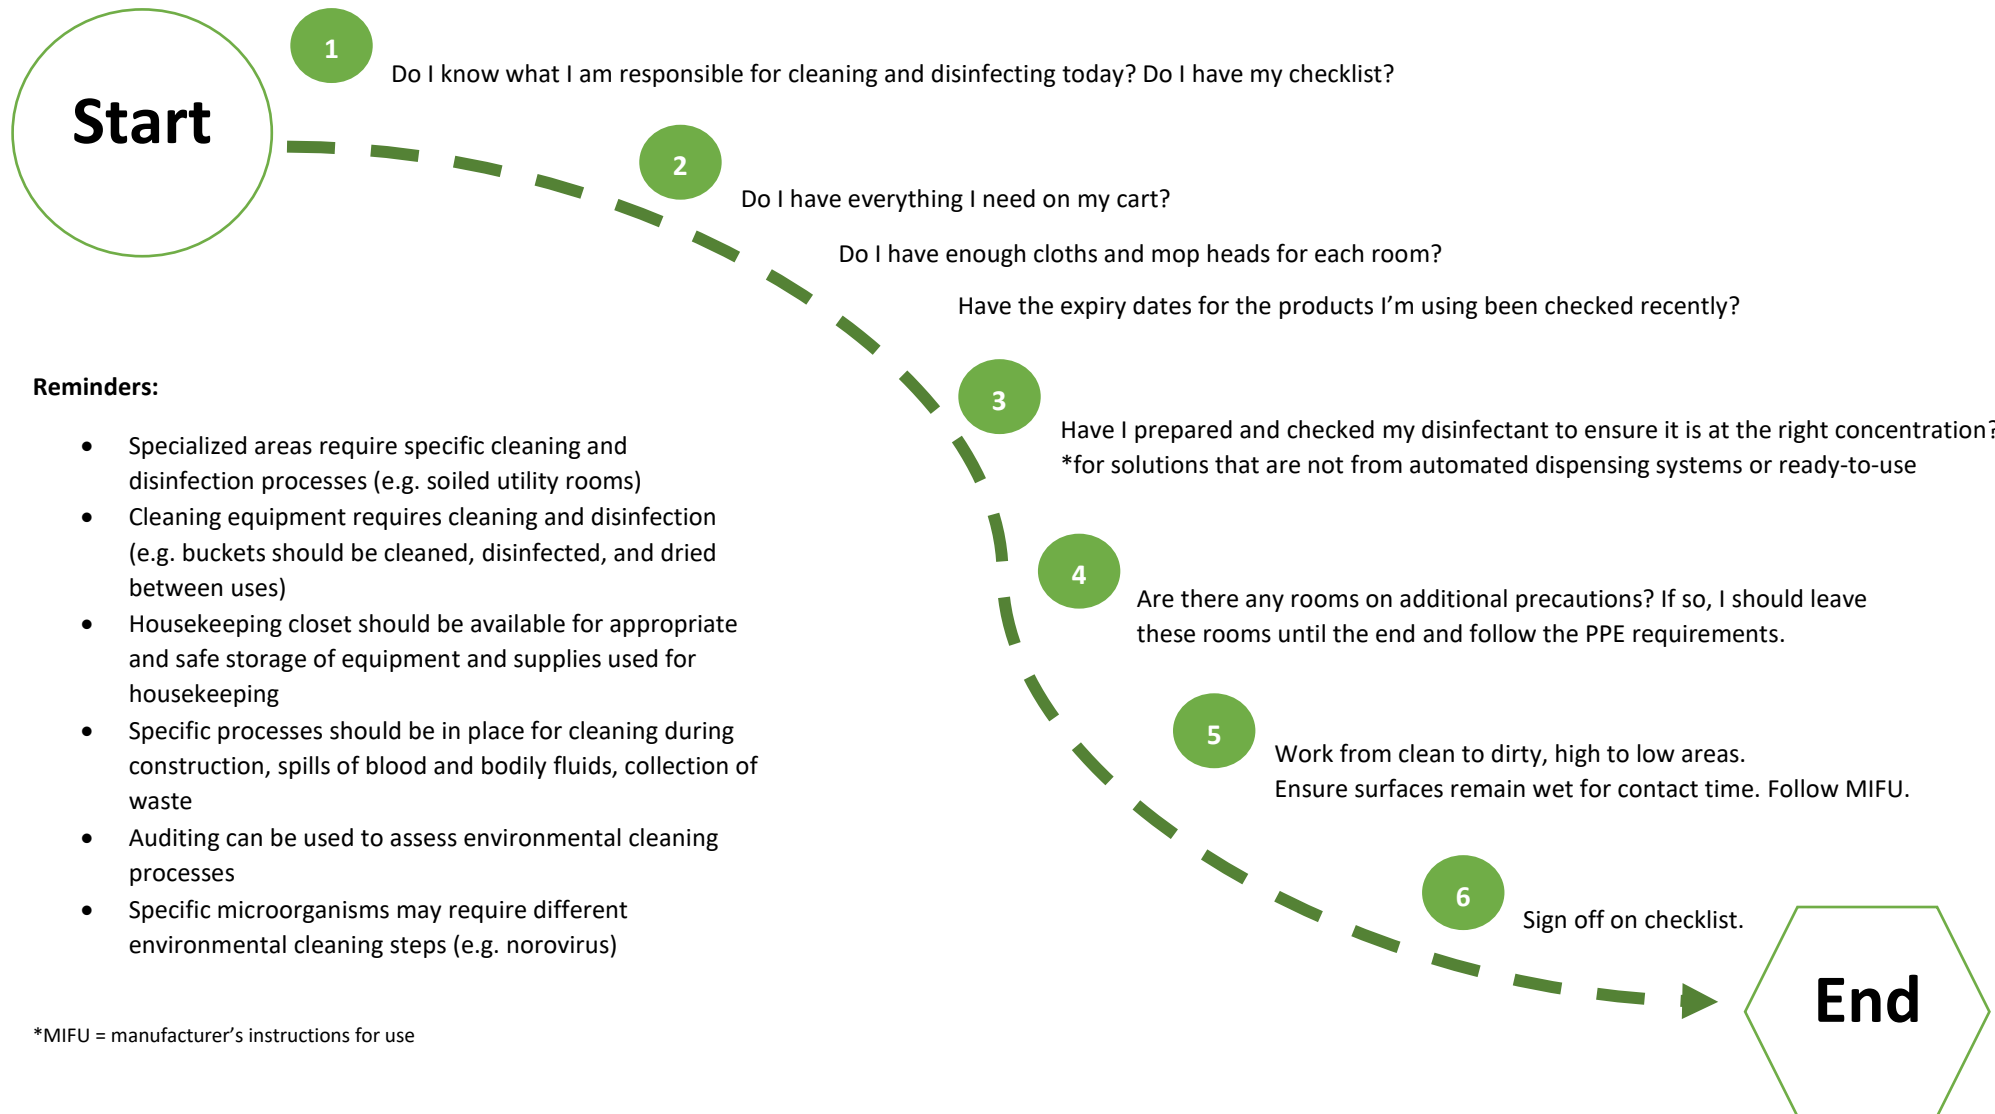 Start
1
Do I know what I am responsible for cleaning and disinfecting today? Do I have my checklist?
2
Do I have everything I need on my cart?
Do I have enough cloths and mop heads for each room?
Have the expiry dates for the products I’m using been checked recently?
3
Have I prepared and checked my disinfectant to ensure it is at the right concentration?
*for solutions that are not from automated dispensing systems or ready-to-use
4
Are there any rooms on additional precautions? If so, I should leave
these rooms until the end and follow the PPE requirements.
5
Work from clean to dirty, high to low areas.
Ensure surfaces remain wet for contact time. Follow MIFU.
6
Sign off on checklist.
End
Reminders:
• Specialized areas require specific cleaning and
disinfection processes (e.g. soiled utility rooms)
• Cleaning equipment requires cleaning and disinfection
(e.g. buckets should be cleaned, disinfected, and dried
between uses)
• Housekeeping closet should be available for appropriate
and safe storage of equipment and supplies used for
housekeeping
• Specific processes should be in place for cleaning during
construction, spills of blood and bodily fluids, collection of
waste
• Auditing can be used to assess environmental cleaning
processes
• Specific microorganisms may require different
environmental cleaning steps (e.g. norovirus)
*MIFU = manufacturer’s instructions for use